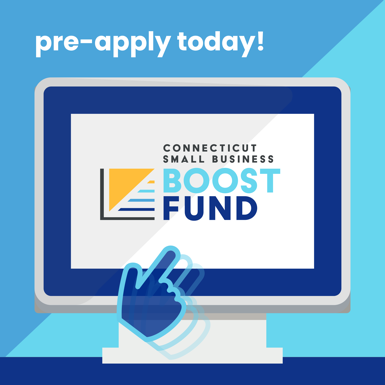 pre-apply today!
CONNECTICUT
SMALL BUSINESS
BOOST
FUND